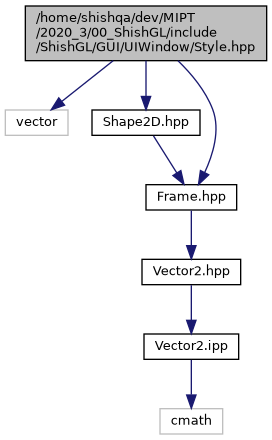 /home/shishqa/dev/MIPT
/2020_3/00_ShishGL/include
/ShishGL/GUI/UIWindow/Style.hpp
vector
Shape2D.hpp
Frame.hpp
Vector2.hpp
Vector2.ipp
cmath